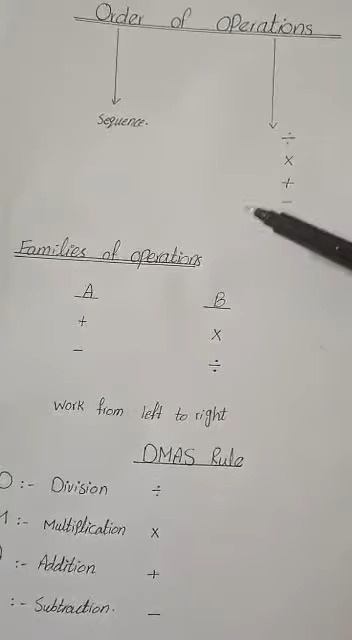 Order of Operations
Sequence.
÷
×
+
−
Families of operations
A B
+ ×
− ÷
work from left to right
DMAS Rule
D :- Division ÷
M :- Multiplication ×
:- Addition +
:- Subtraction. −